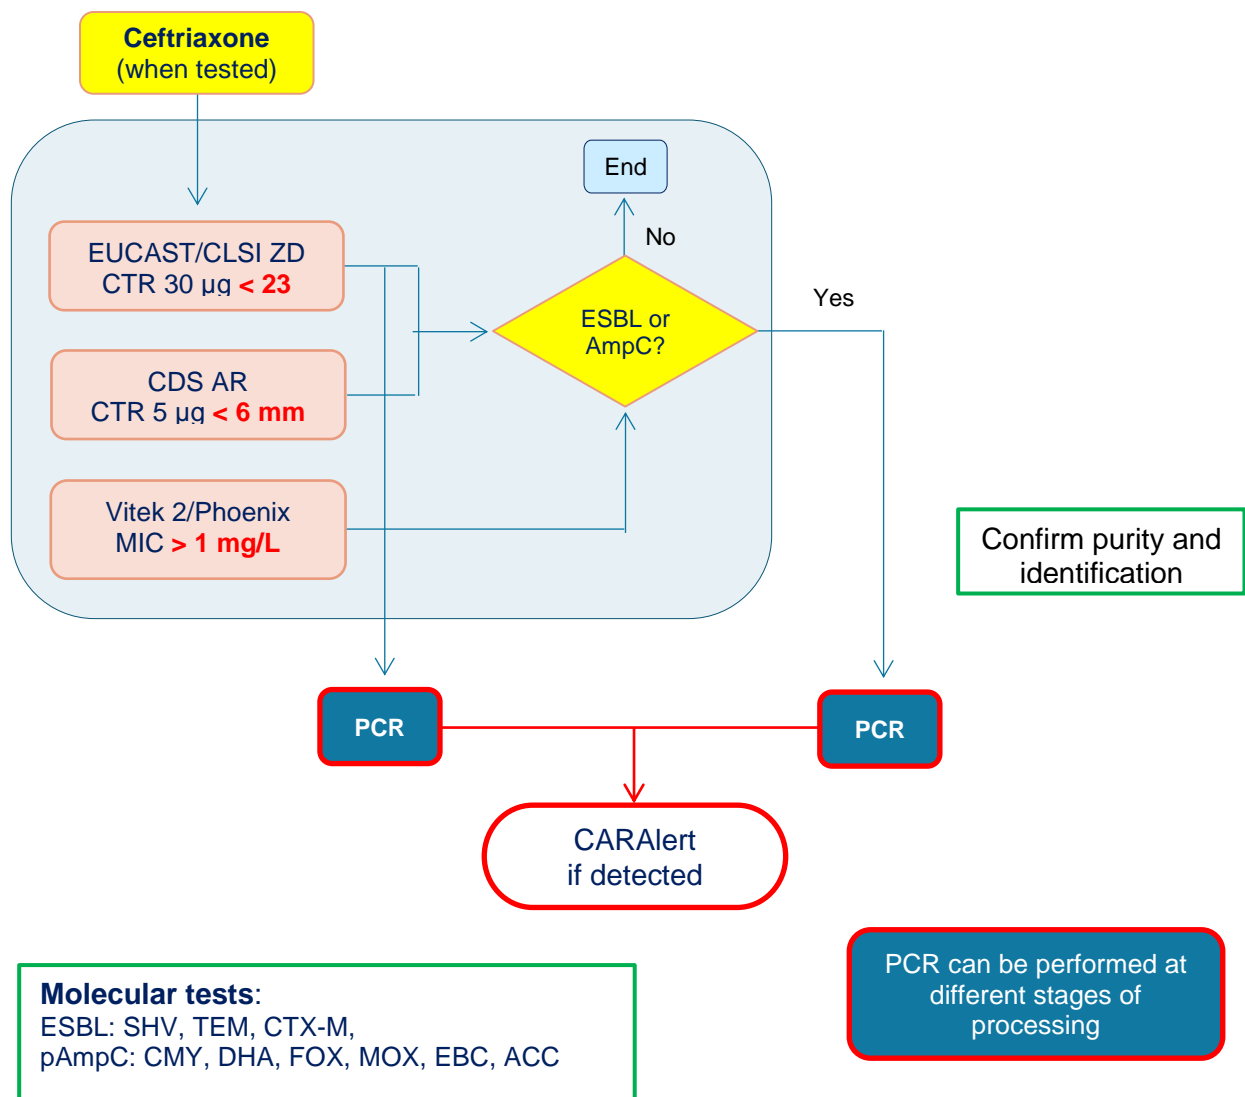 Ceftriaxone
(when tested)
End
No
EUCAST/CLSI ZD
CTR 30 µg < 23
Yes
ESBL or
AmpC?
CDS AR
CTR 5 µg < 6 mm
Vitek 2/Phoenix
MIC > 1 mg/L
Confirm purity and
identification
PCR
PCR
CARAlert
if detected
PCR can be performed at
different stages of
processing
Molecular tests:
ESBL: SHV, TEM, CTX-M,
pAmpC: CMY, DHA, FOX, MOX, EBC, ACC